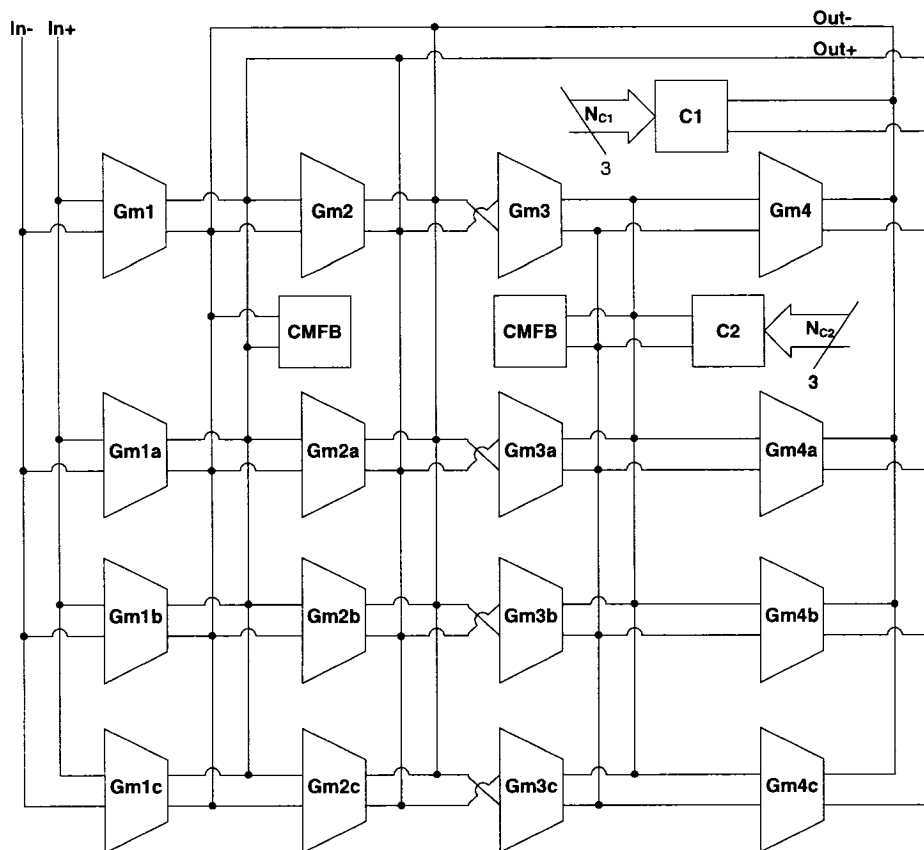 In- In+
Out-
Out+
N_C1
C1
3
Gm1 Gm2 Gm3 Gm4
CMFB CMFB C2 N_C2
3
Gm1a Gm2a Gm3a Gm4a
Gm1b Gm2b Gm3b Gm4b
Gm1c Gm2c Gm3c Gm4c